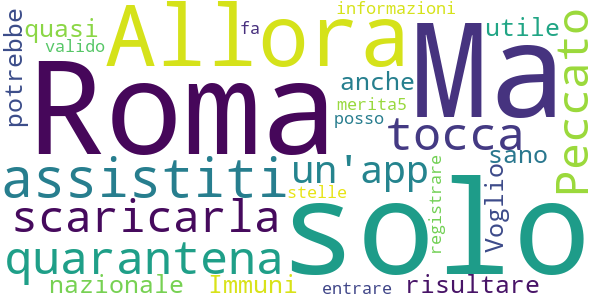 informazioni
quasi
Allora
fa
utile
valido
potrebbe
Roma
Ma
Peccato
anche
merita5
posso
tocca
sano
assistiti
un'app
stelle
solo
registrare
Voglio
scaricarla
quarantena
nazionale
Immuni
entrare
risultare